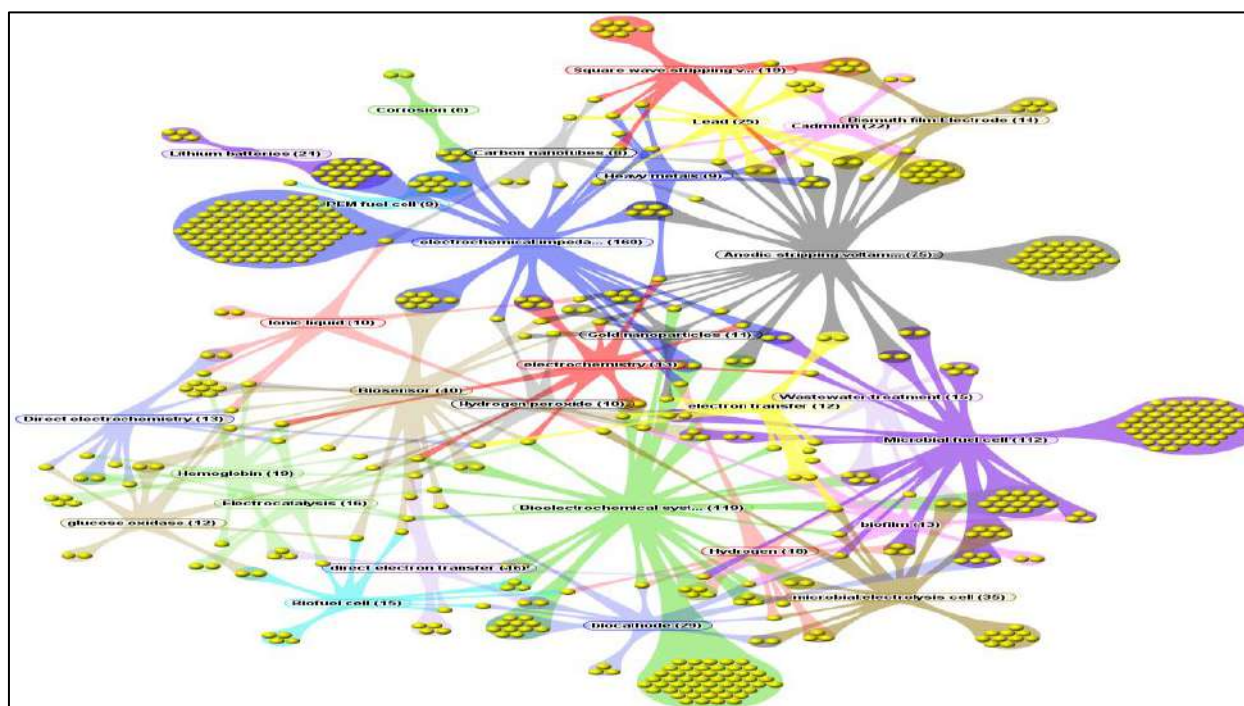 Square wave stripping v... (19)
Corrosion (6)
Lead (25)
Cadmium (22)
Bismuth film Electrode (14)
Lithium batteries (21)
Carbon nanotubes (8)
Heavy metals (9)
PEM fuel cell (9)
electrochemical impeda... (168)
Anodic stripping voltam... (75)
Ionic liquid (10)
Gold nanoparticles (11)
electrochemistry (13)
Biosensor (40)
Wastewater treatment (15)
Hydrogen peroxide (10)
electron transfer (12)
Direct electrochemistry (13)
Microbial fuel cell (112)
Hemoglobin (19)
Electrocatalysis (16)
Bioelectrochemical syst... (119)
glucose oxidase (12)
biofilm (13)
Hydrogen (18)
direct electron transfer (16)
Biofuel cell (15)
microbial electrolysis cell (35)
biocathode (29)